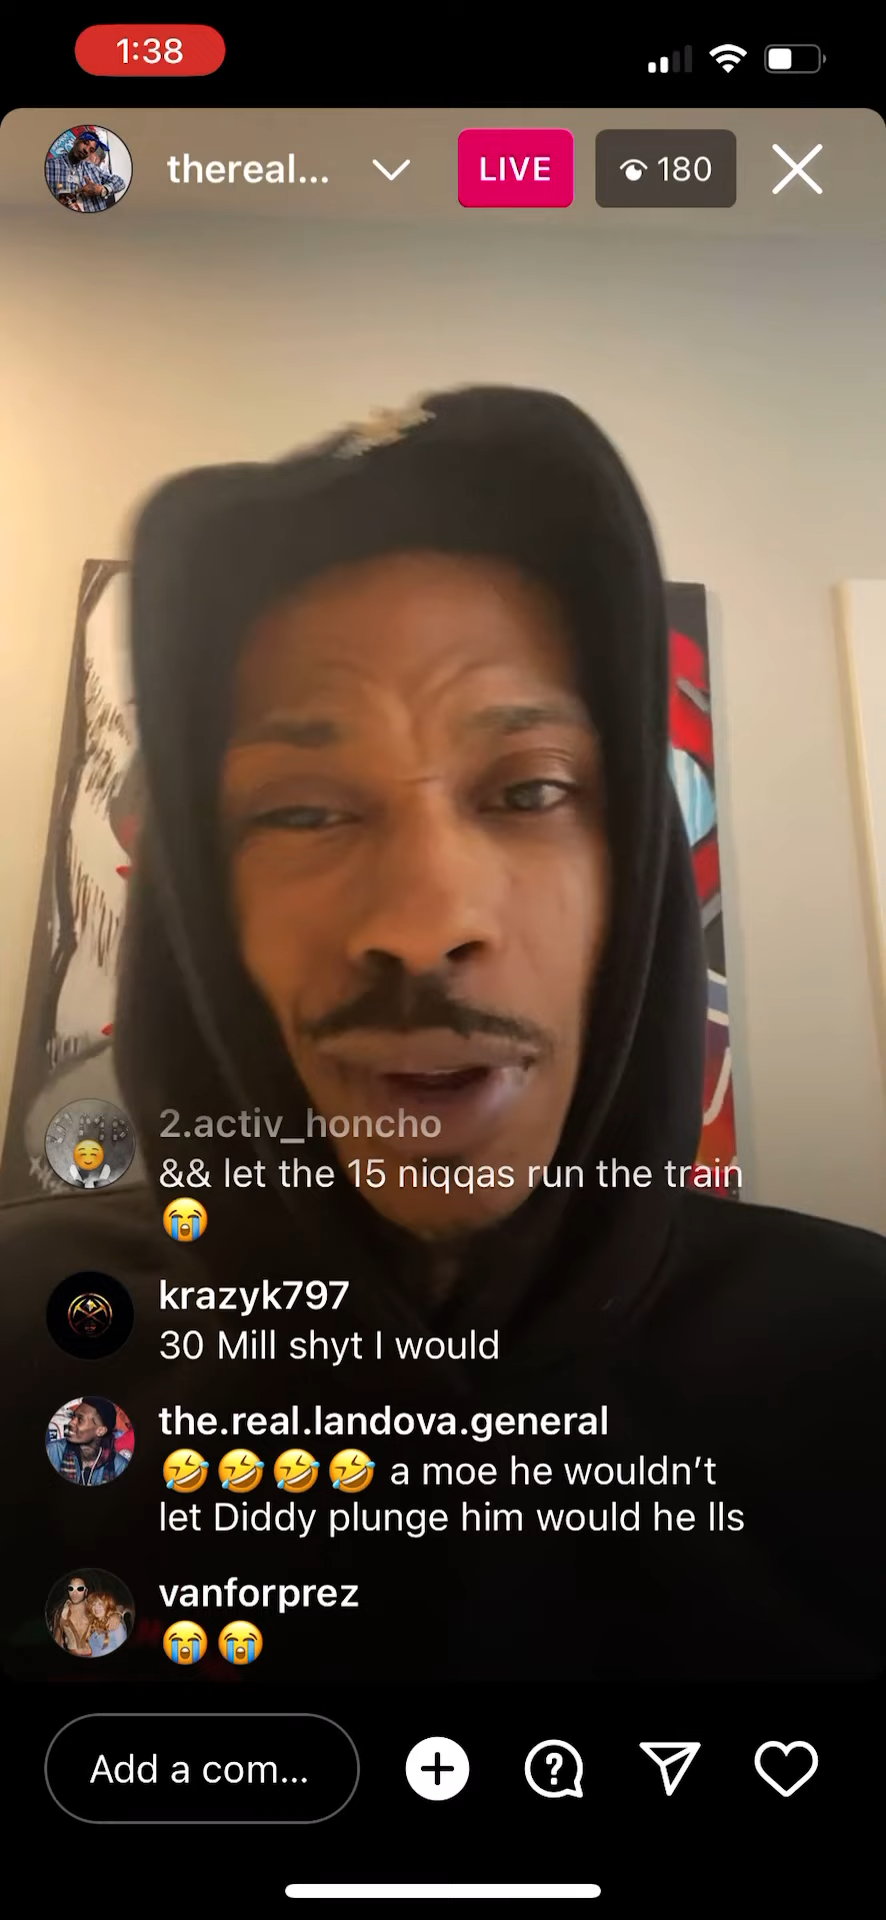 1:38
thereal...
LIVE
180
2.activ_honcho
&& let the 15 niqqas run the train
😭
krazyk797
30 Mill shyt I would
the.real.landova.general
🤣🤣🤣🤣 a moe he wouldn't
let Diddy plunge him would he lls
vanforprez
😭😭
Add a com...